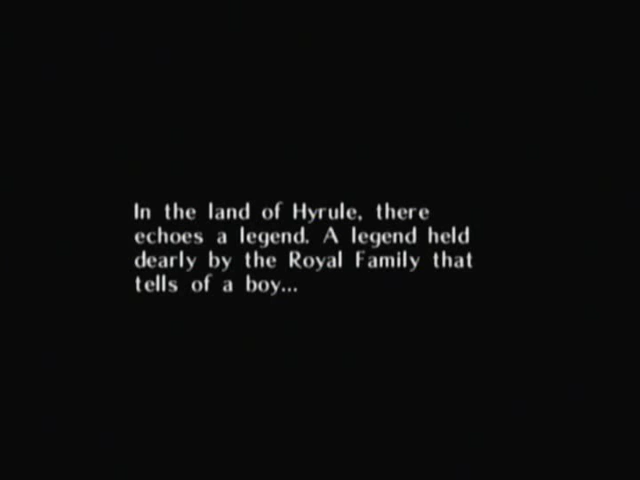 In the land of Hyrule, there
echoes a legend. A legend held
dearly by the Royal Family that
tells of a boy...